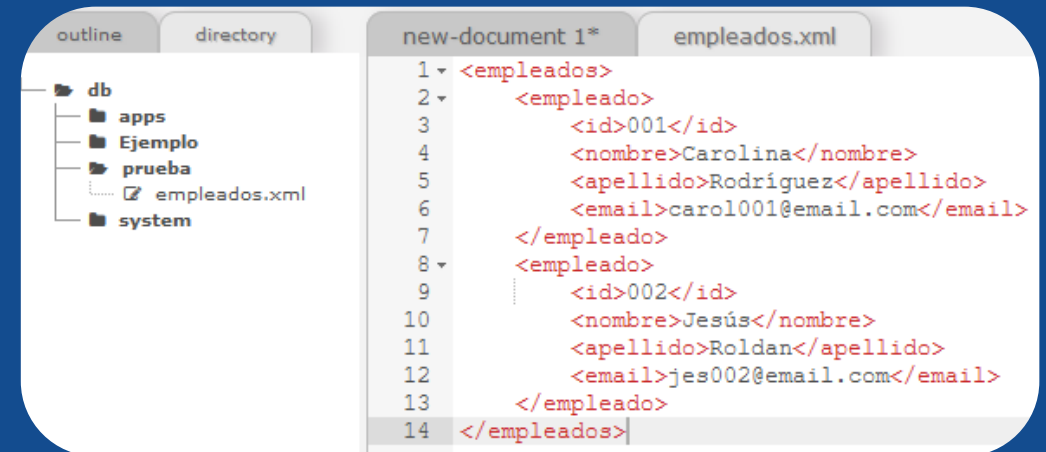 outline directory
db
apps
Ejemplo
prueba
empleados.xml
system
new-document 1* empleados.xml
1 <empleados>
2 <empleado>
3 <id>001</id>
4 <nombre>Carolina</nombre>
5 <apellido>Rodríguez</apellido>
6 <email>carol001@email.com</email>
7 </empleado>
8 <empleado>
9 <id>002</id>
10 <nombre>Jesús</nombre>
11 <apellido>Roldan</apellido>
12 <email>jes002@email.com</email>
13 </empleado>
14 </empleados>